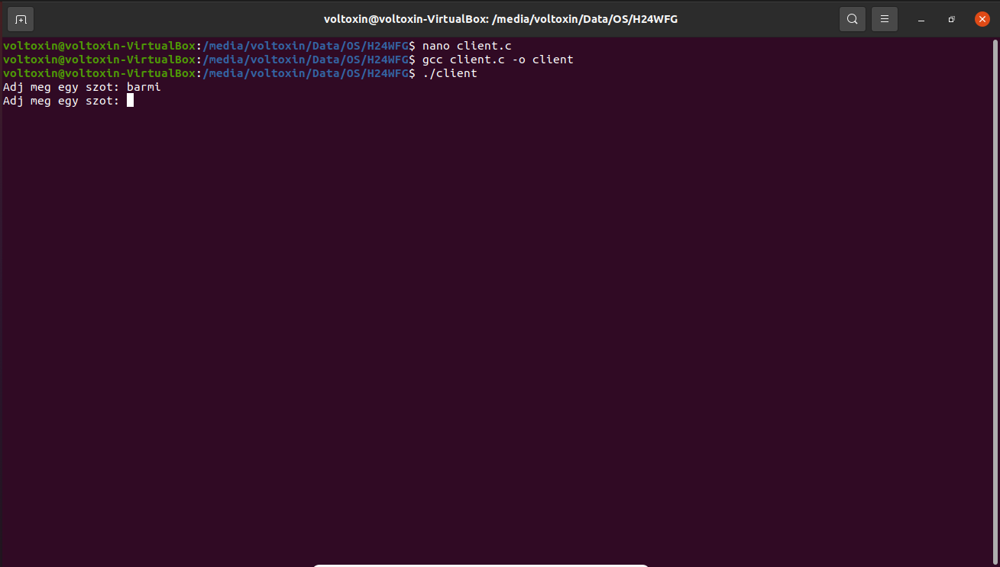 voltoxin@voltoxin-VirtualBox: /media/voltoxin/Data/OS/H24WFG
voltoxin@voltoxin-VirtualBox:/media/voltoxin/Data/OS/H24WFG$ nano client.c
voltoxin@voltoxin-VirtualBox:/media/voltoxin/Data/OS/H24WFG$ gcc client.c -o client
voltoxin@voltoxin-VirtualBox:/media/voltoxin/Data/OS/H24WFG$ ./client
Adj meg egy szot: barmi
Adj meg egy szot: